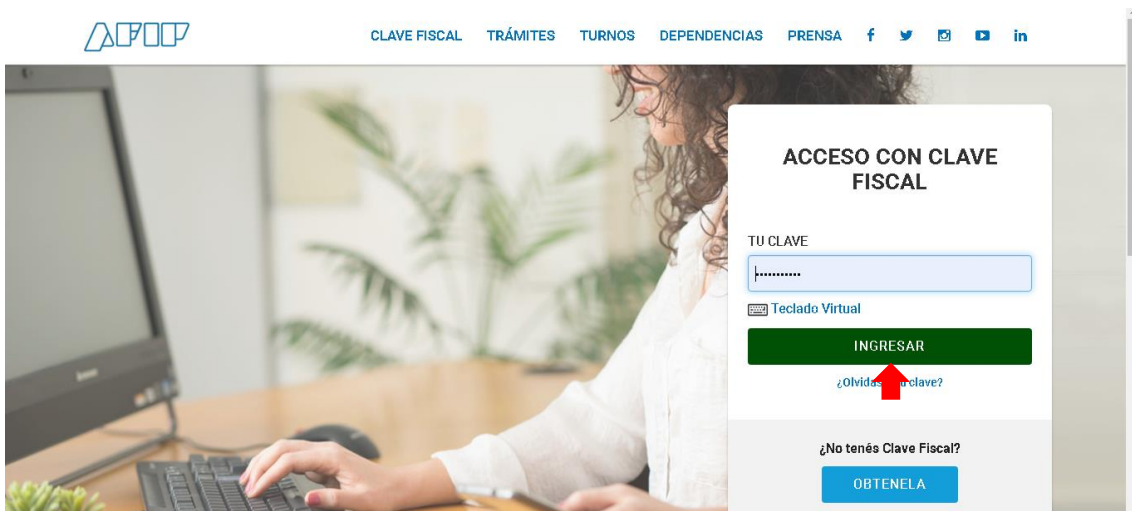 AFIP
CLAVE FISCAL TRÁMITES TURNOS DEPENDENCIAS PRENSA
ACCESO CON CLAVE
FISCAL
TU CLAVE
...........
Teclado Virtual
INGRESAR
clave?
¿No tenés Clave Fiscal?
OBTENELA